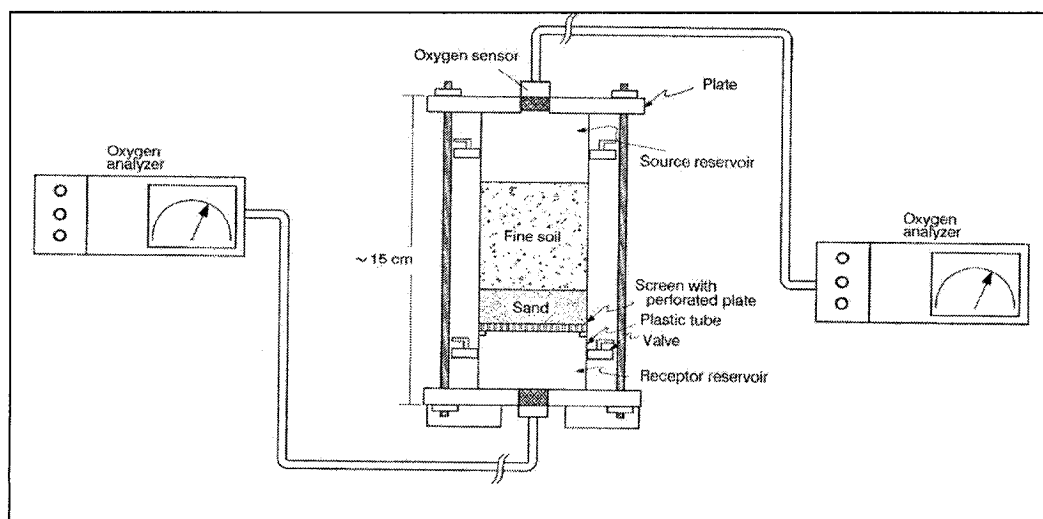 Oxygen sensor
Plate
Source reservoir
Oxygen
analyzer
Fine soil
~ 15 cm
Oxygen
analyzer
Screen with
perforated plate
Sand
Plastic tube
Valve
Receptor reservoir